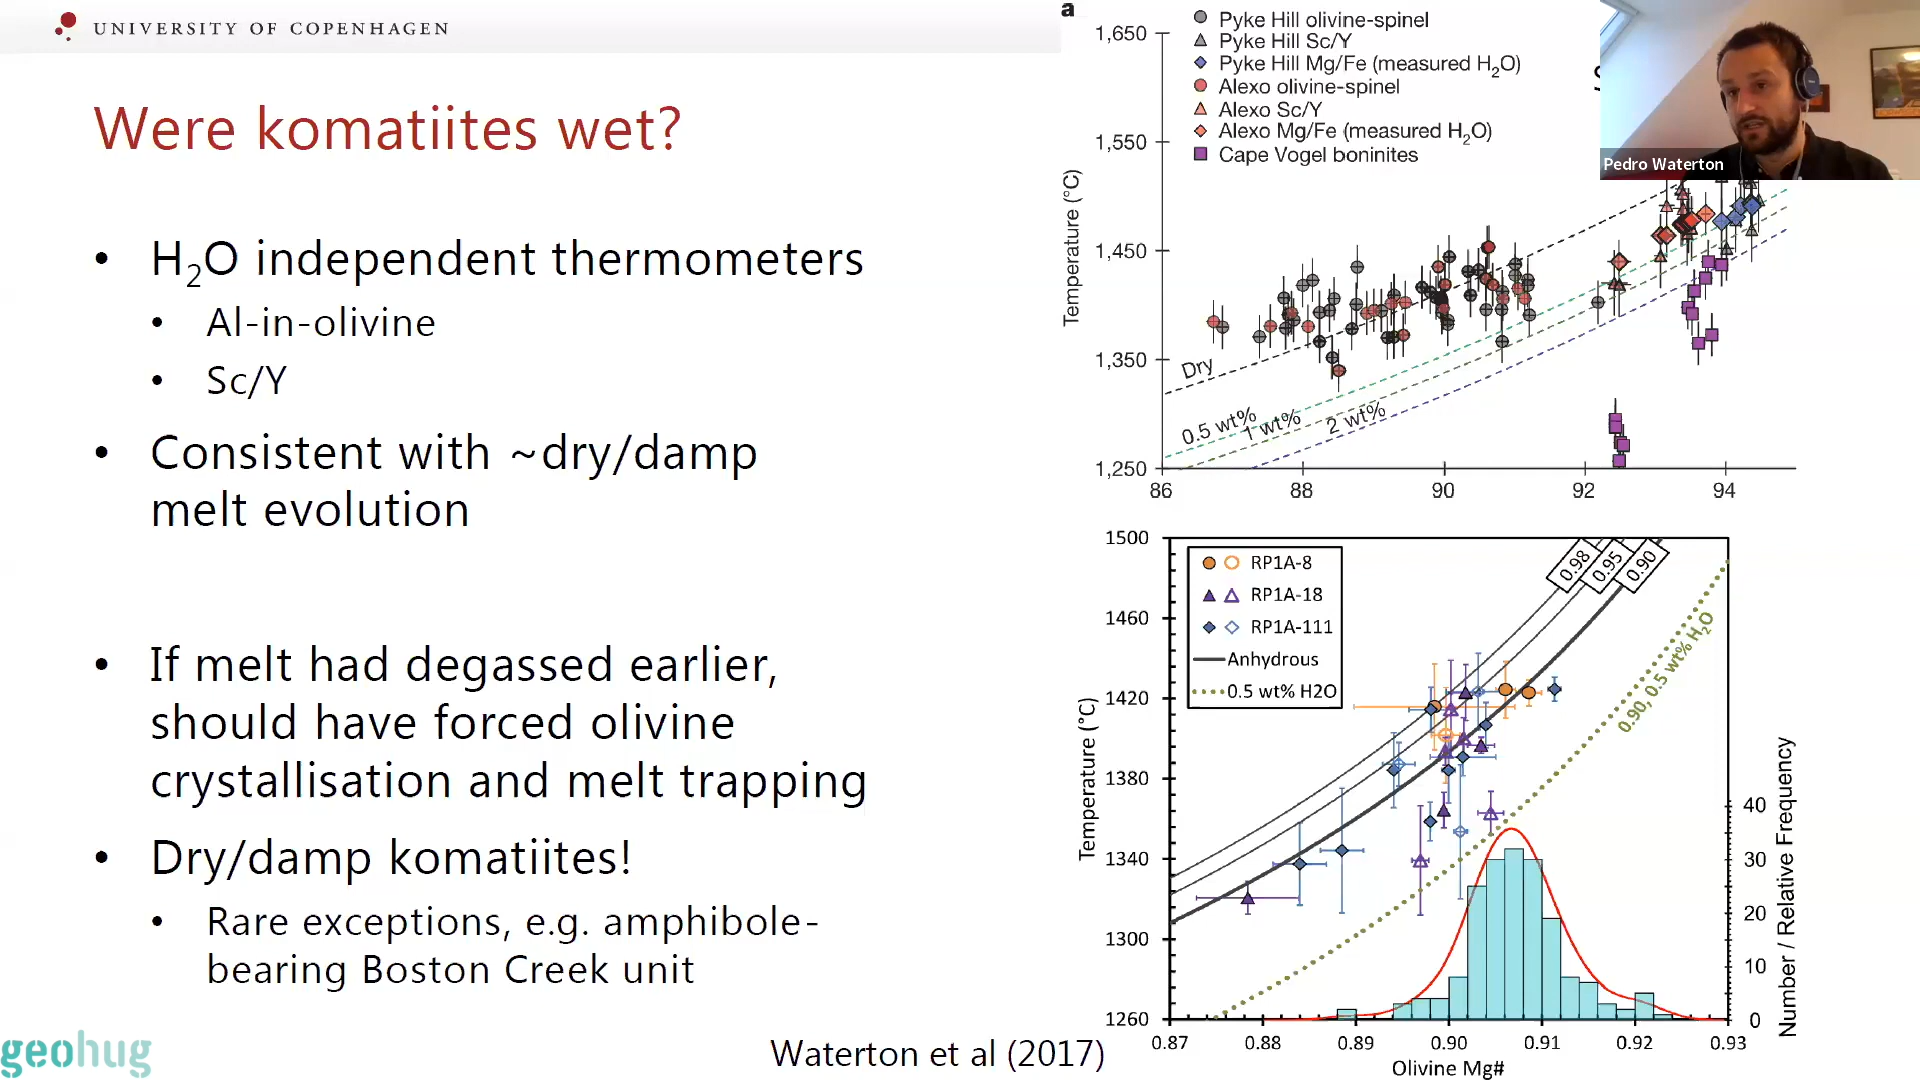 UNIVERSITY OF COPENHAGEN
Were komatiites wet?
• H2O independent thermometers
• Al-in-olivine
• Sc/Y
• Consistent with ~dry/damp
melt evolution
• If melt had degassed earlier,
should have forced olivine
crystallisation and melt trapping
• Dry/damp komatiites!
• Rare exceptions, e.g. amphibole-
bearing Boston Creek unit
geohug
Waterton et al (2017)
a
Pyke Hill olivine-spinel
Pyke Hill Sc/Y
Pyke Hill Mg/Fe (measured H2O)
Alexo olivine-spinel
Alexo Sc/Y
Alexo Mg/Fe (measured H2O)
Cape Vogel boninites
Pedro Waterton
Temperature (°C)
1,650
1,550
1,450
1,350
1,250
Dry
0.5 wt%
1 wt%
2 wt%
86 88 90 92 94
RP1A-8
RP1A-18
RP1A-111
Anhydrous
0.5 wt% H2O
0.98
0.95
0.90
0.90, 0.5 wt% H2O
Temperature (°C)
1500
1460
1420
1380
1340
1300
1260
40
30
20
10
0
Number / Relative Frequency
0.87 0.88 0.89 0.90 0.91 0.92 0.93
Olivine Mg#